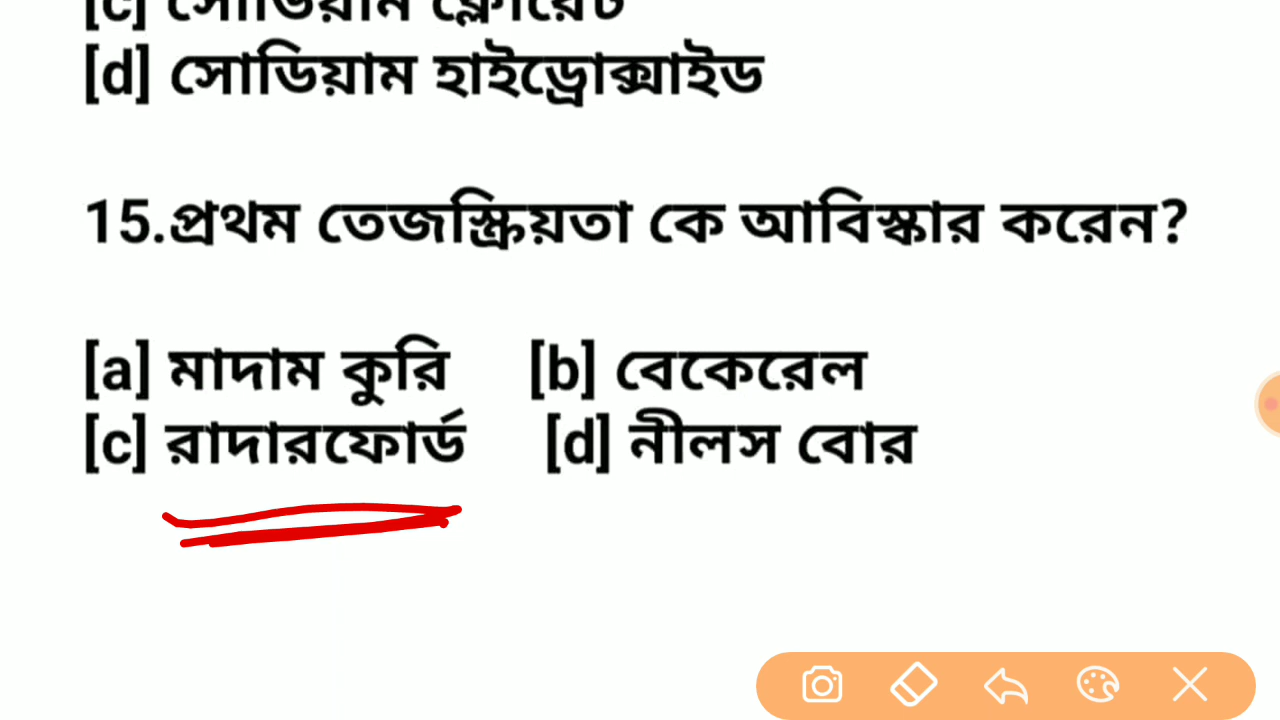 [c] সোডিয়াম ক্লোরেট
[d] সোডিয়াম হাইড্রোক্সাইড
15.প্রথম তেজস্ক্রিয়তা কে আবিস্কার করেন?
[a] মাদাম কুরি [b] বেকেরেল
[c] রাদারফোর্ড [d] নীলস বোর